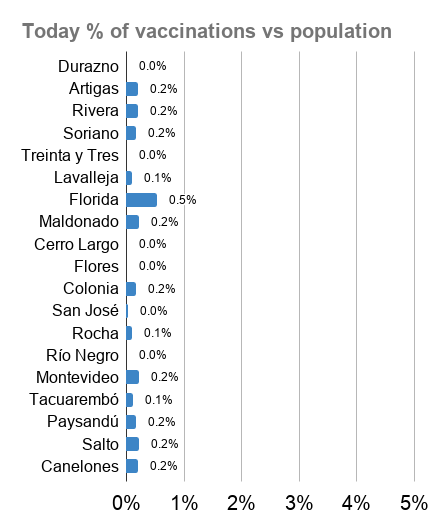 Today % of vaccinations vs population
Durazno 0.0%
Artigas 0.2%
Rivera 0.2%
Soriano 0.2%
Treinta y Tres 0.0%
Lavalleja 0.1%
Florida 0.5%
Maldonado 0.2%
Cerro Largo 0.0%
Flores 0.0%
Colonia 0.2%
San José 0.0%
Rocha 0.1%
Río Negro 0.0%
Montevideo 0.2%
Tacuarembó 0.1%
Paysandú 0.2%
Salto 0.2%
Canelones 0.2%
0% 1% 2% 3% 4% 5%